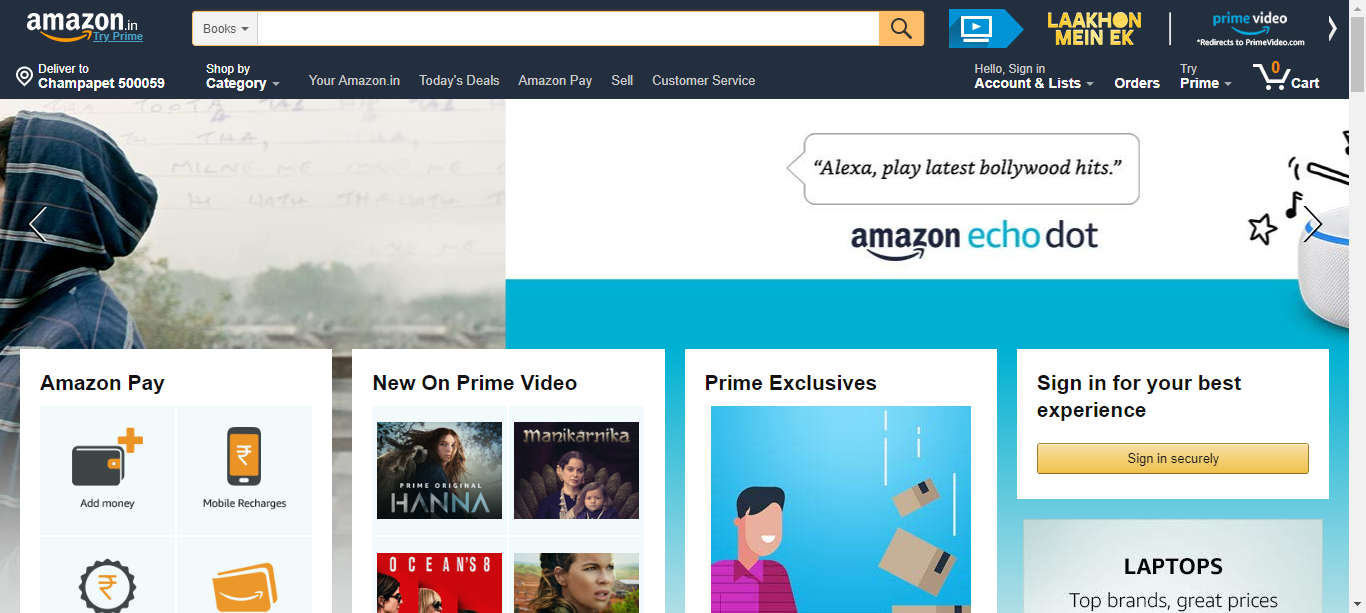 amazon.in
Try Prime
Books
LAAKHON
MEIN EK
prime video
*Redirects to PrimeVideo.com
Deliver to
Champapet 500059
Shop by
Category
Your Amazon.in
Today's Deals
Amazon Pay
Sell
Customer Service
Hello, Sign in
Account & Lists
Orders
Try
Prime
0
Cart
THA
“Alexa, play latest bollywood hits.”
amazon echo dot
Amazon Pay
Add money
Mobile Recharges
₹
₹
New On Prime Video
PRIME ORIGINAL
HANNA
Manikarnika
OCEAN'S 8
Prime Exclusives
Sign in for your best
experience
Sign in securely
LAPTOPS
Top brands, great prices